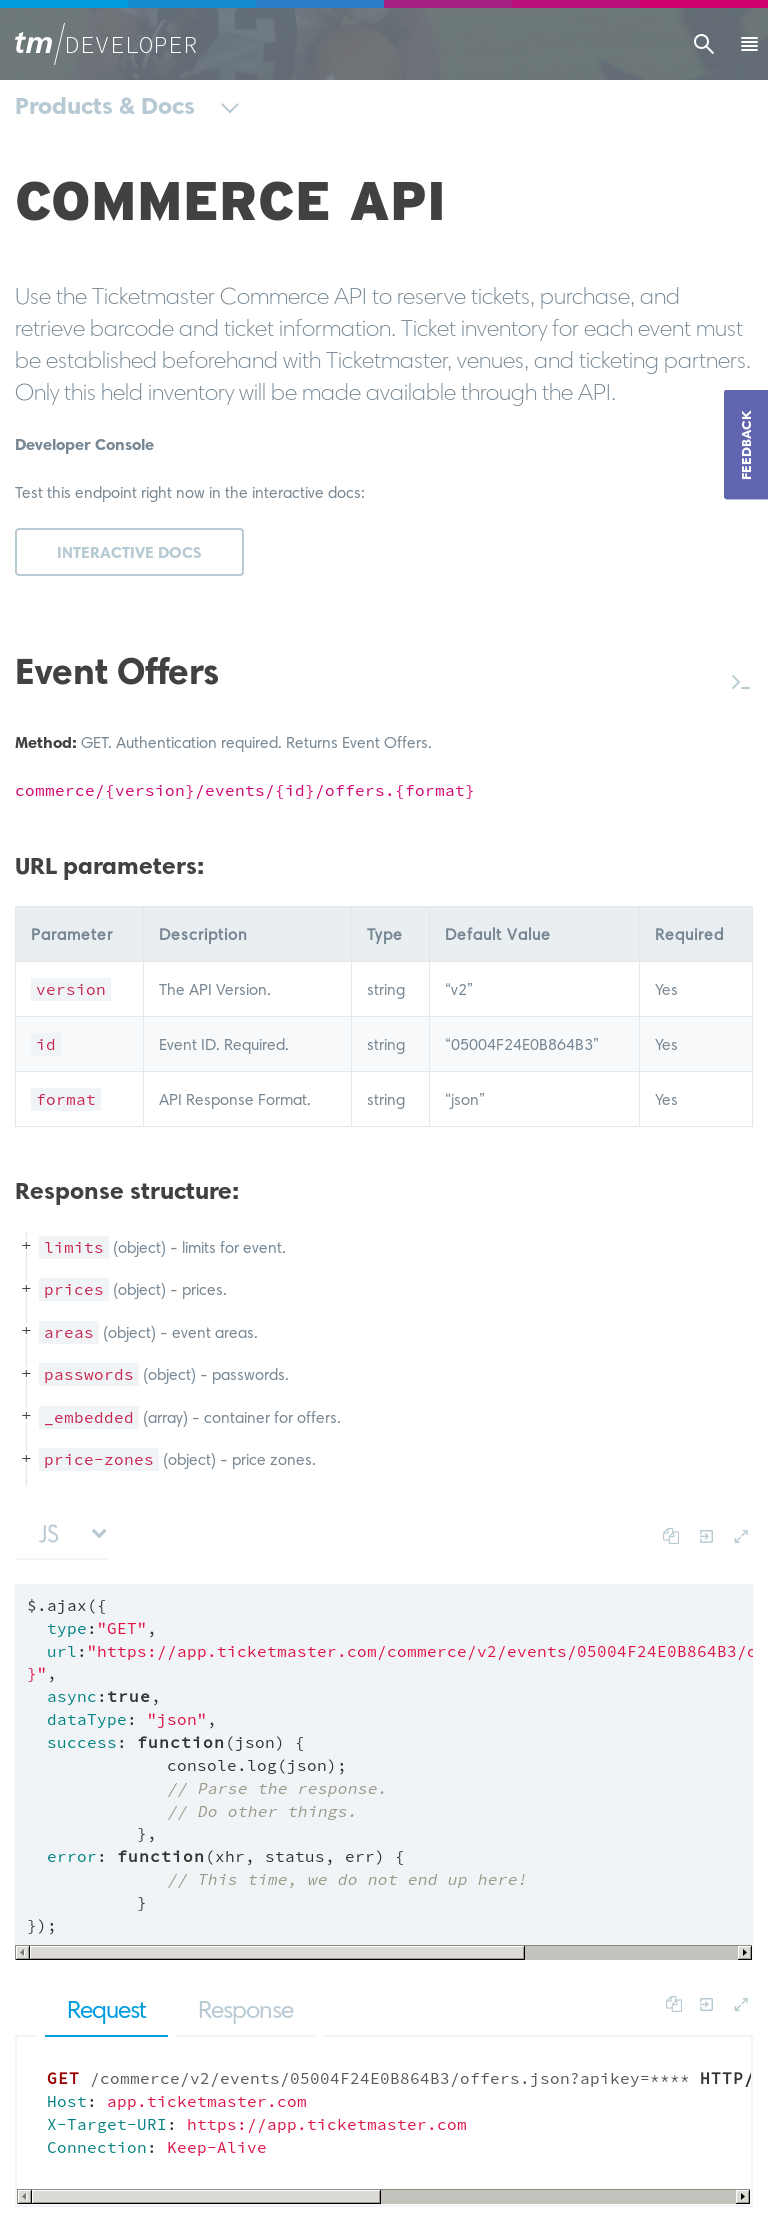 tm/DEVELOPER
Products & Docs
COMMERCE API
Use the Ticketmaster Commerce API to reserve tickets, purchase, and
retrieve barcode and ticket information. Ticket inventory for each event must
be established beforehand with Ticketmaster, venues, and ticketing partners.
Only this held inventory will be made available through the API.
FEEDBACK
Developer Console
Test this endpoint right now in the interactive docs:
INTERACTIVE DOCS
Event Offers
Method: GET. Authentication required. Returns Event Offers.
commerce/{version}/events/{id}/offers.{format}
URL parameters:
Parameter Description Type Default Value Required
version The API Version. string “v2” Yes
id Event ID. Required. string “05004F24E0B864B3” Yes
format API Response Format. string “json” Yes
Response structure:
+ limits (object) - limits for event.
+ prices (object) - prices.
+ areas (object) - event areas.
+ passwords (object) - passwords.
+ _embedded (array) - container for offers.
+ price-zones (object) - price zones.
JS
$.ajax({
type:"GET",
url:"https://app.ticketmaster.com/commerce/v2/events/05004F24E0B864B3/
}",
async:true,
dataType: "json",
success: function(json) {
console.log(json);
// Parse the response.
// Do other things.
},
error: function(xhr, status, err) {
// This time, we do not end up here!
}
});
Request Response
GET /commerce/v2/events/05004F24E0B864B3/offers.json?apikey=**** HTTP/
Host: app.ticketmaster.com
X-Target-URI: https://app.ticketmaster.com
Connection: Keep-Alive